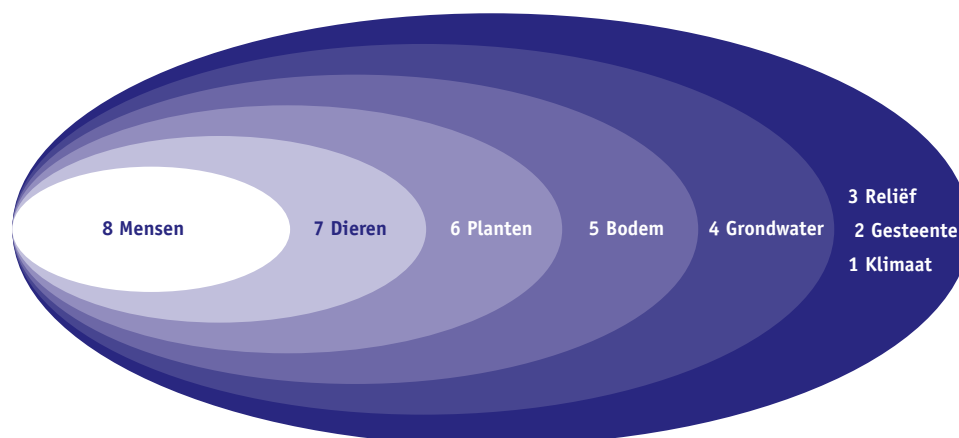 8 Mensen
7 Dieren
6 Planten
5 Bodem
4 Grondwater
3 Reliëf
2 Gesteente
1 Klimaat